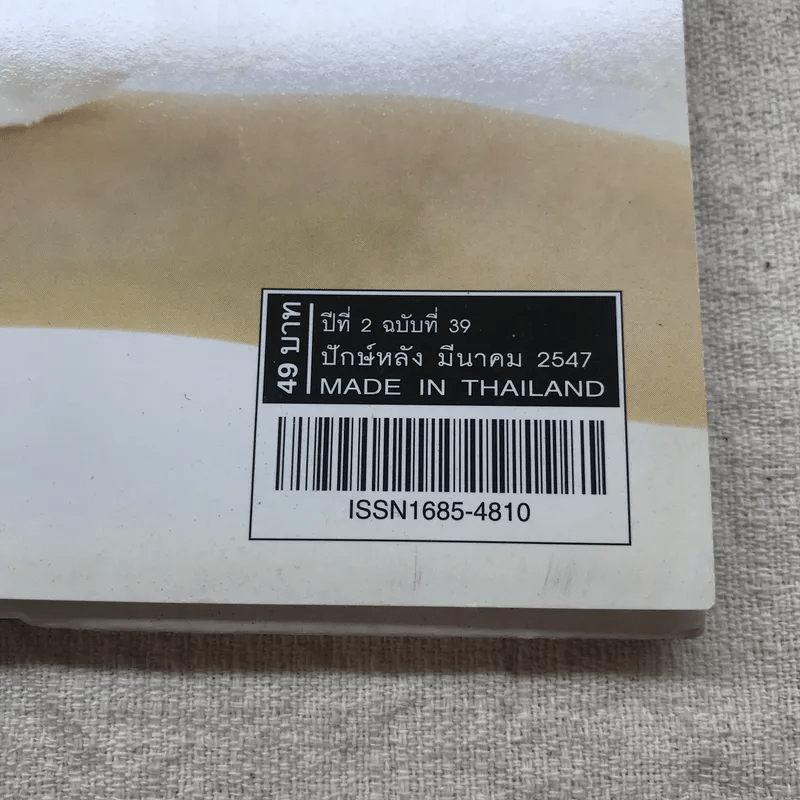 49 บาท
ปีที่ 2 ฉบับที่ 39
ปักษ์หลัง มีนาคม 2547
MADE IN THAILAND
ISSN1685-4810